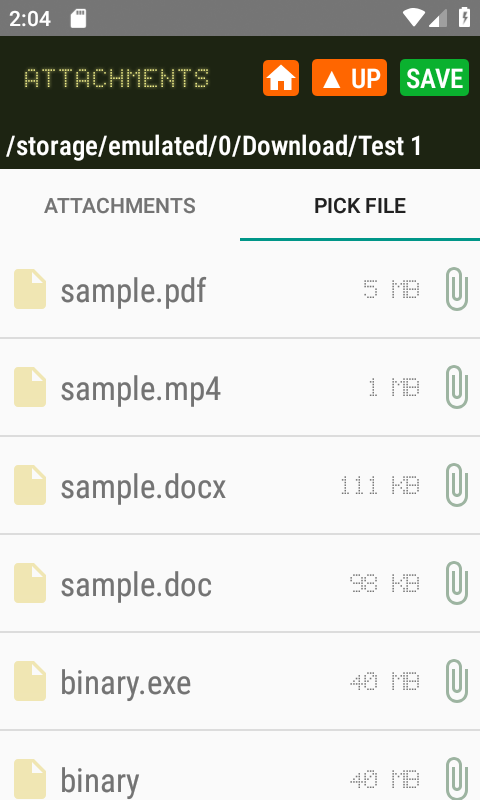 2:04
ATTACHMENTS
▲ UP
SAVE
/storage/emulated/0/Download/Test 1
ATTACHMENTS
PICK FILE
sample.pdf 5 MB
sample.mp4 1 MB
sample.docx 111 KB
sample.doc 98 KB
binary.exe 40 MB
binary 40 MB